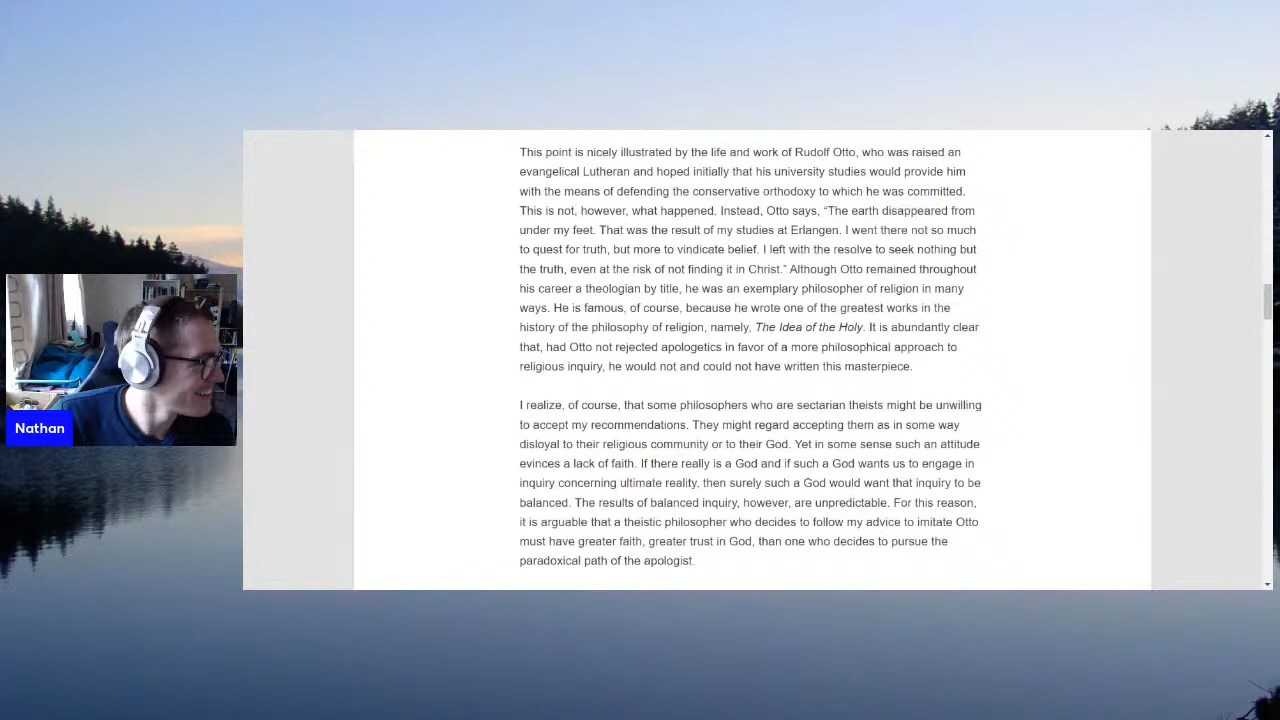 This point is nicely illustrated by the life and work of Rudolf Otto, who was raised an
evangelical Lutheran and hoped initially that his university studies would provide him
with the means of defending the conservative orthodoxy to which he was committed.
This is not, however, what happened. Instead, Otto says, “The earth disappeared from
under my feet. That was the result of my studies at Erlangen. I went there not so much
to quest for truth, but more to vindicate belief. I left with the resolve to seek nothing but
the truth, even at the risk of not finding it in Christ.” Although Otto remained throughout
his career a theologian by title, he was an exemplary philosopher of religion in many
ways. He is famous, of course, because he wrote one of the greatest works in the
history of the philosophy of religion, namely, The Idea of the Holy. It is abundantly clear
that, had Otto not rejected apologetics in favor of a more philosophical approach to
religious inquiry, he would not and could not have written this masterpiece.
I realize, of course, that some philosophers who are sectarian theists might be unwilling
to accept my recommendations. They might regard accepting them as in some way
disloyal to their religious community or to their God. Yet in some sense such an attitude
evinces a lack of faith. If there really is a God and if such a God wants us to engage in
inquiry concerning ultimate reality, then surely such a God would want that inquiry to be
balanced. The results of balanced inquiry, however, are unpredictable. For this reason,
it is arguable that a theistic philosopher who decides to follow my advice to imitate Otto
must have greater faith, greater trust in God, than one who decides to pursue the
paradoxical path of the apologist.
Nathan